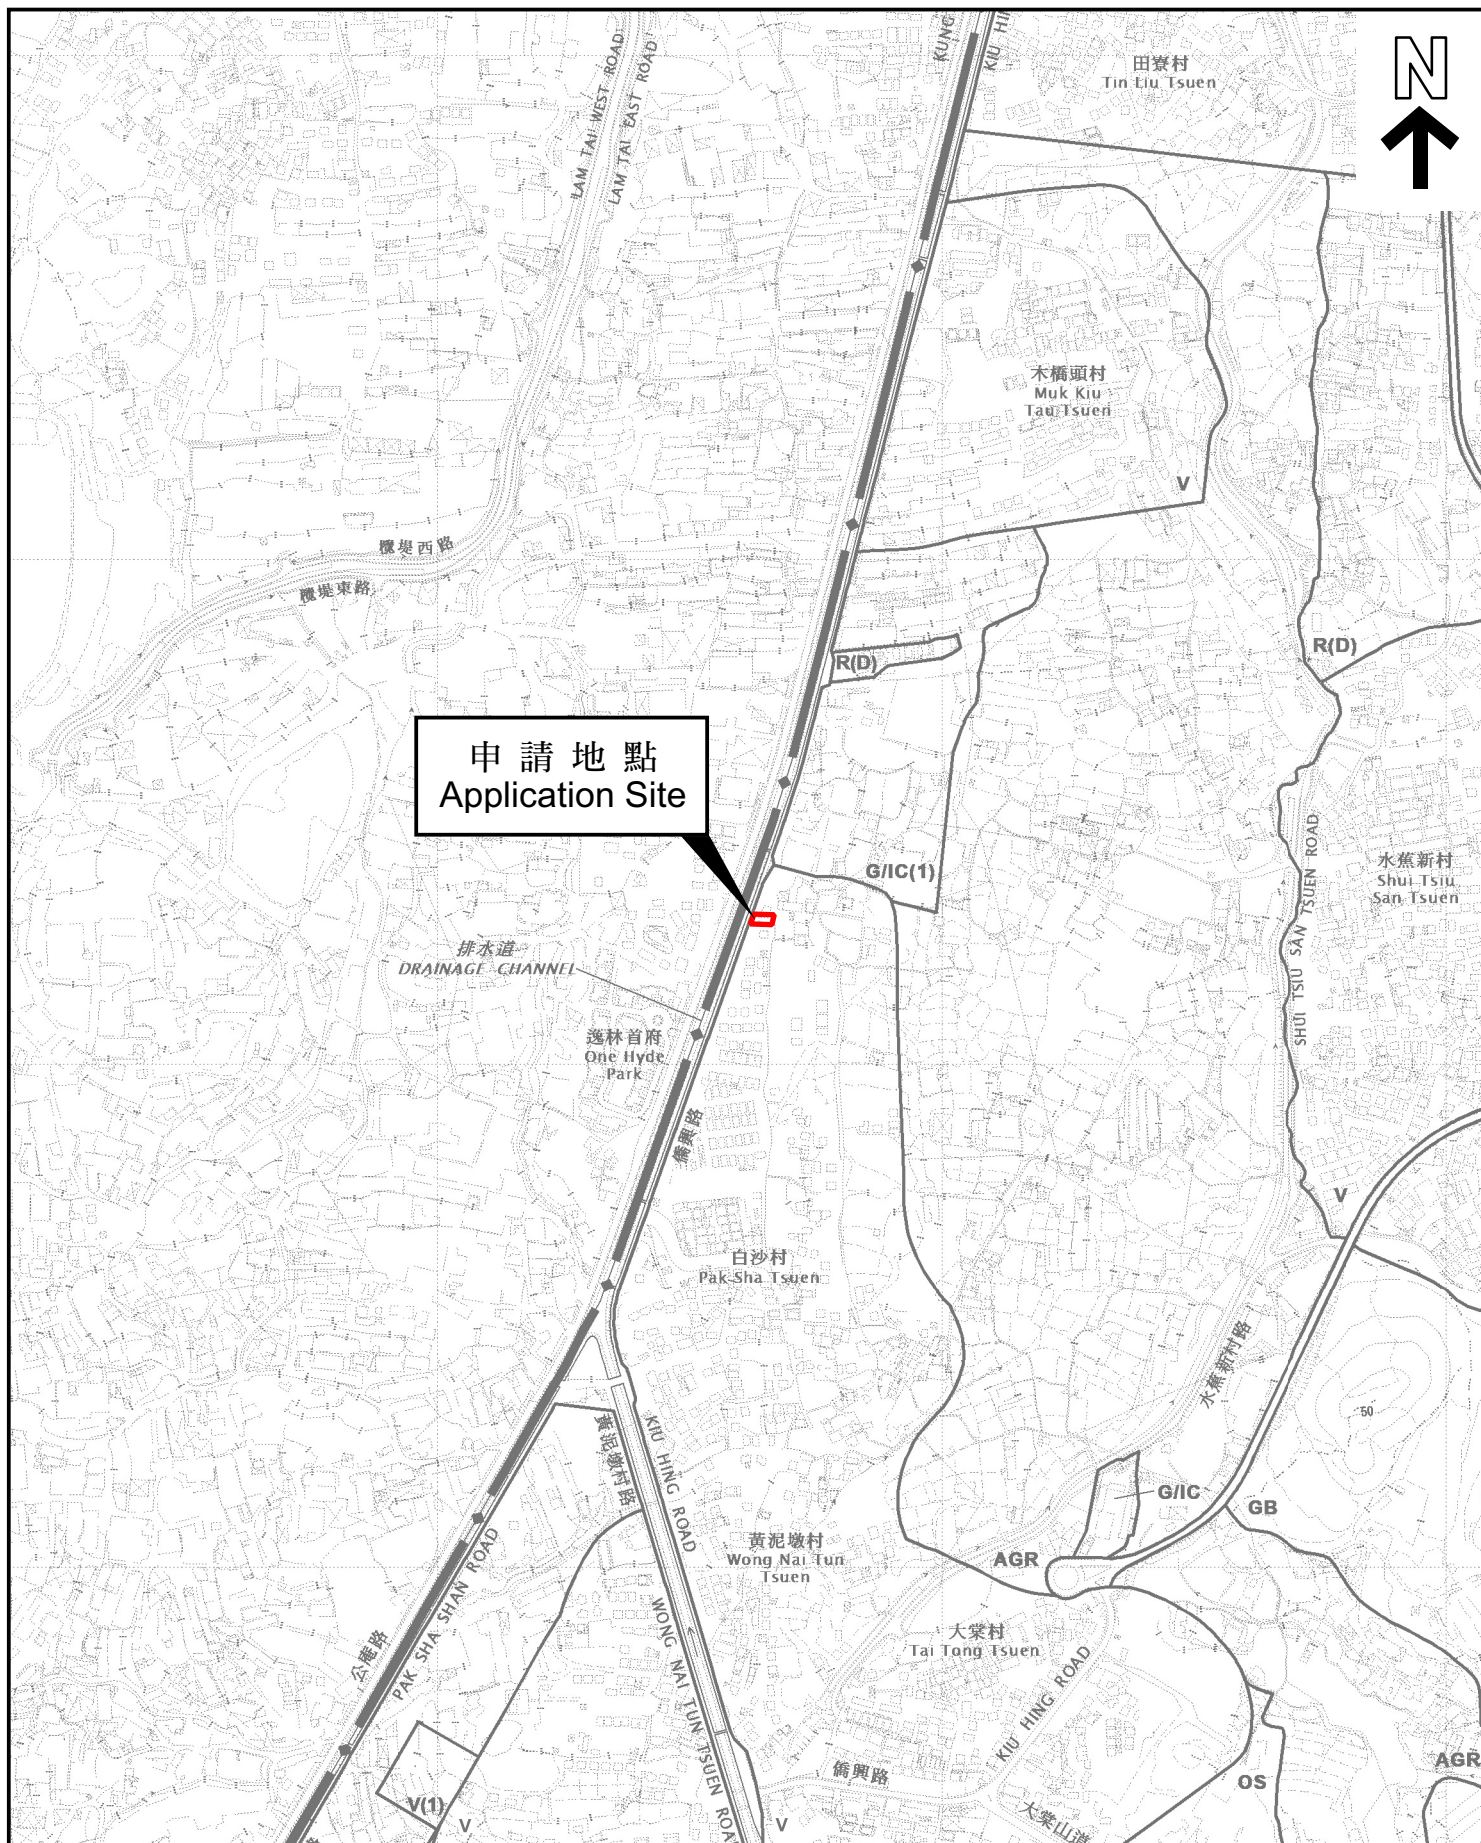 KUNG
KIU HI
田寮村
Tin Liu Tsuen
N
LAM TAI WEST ROAD
LAM TAI EAST ROAD
木橋頭村
Muk Kiu
Tau Tsuen
V
欖堤西路
欖堤東路
R(D)
R(D)
申請地點
Application Site
G/IC(1)
SHUI TSIU SAN TSUEN ROAD
水蕉新村
Shui Tsiu
San Tsuen
排水道
DRAINAGE CHANNEL
逸林首府
One Hyde
Park
僑興路
V
白沙村
Pak Sha Tsuen
水蕉新村路
50
黃泥墩村路
KIU HING ROAD
G/IC
GB
黃泥墩村
Wong Nai Tun
Tsuen
AGR
公庵路
PAK SHA SHAN ROAD
WONG NAI TUN TSUEN ROA
大棠村
Tai Tong Tsuen
KIU HING ROAD
僑興路
OS
AGR
V(1)
V
V
大棠山道